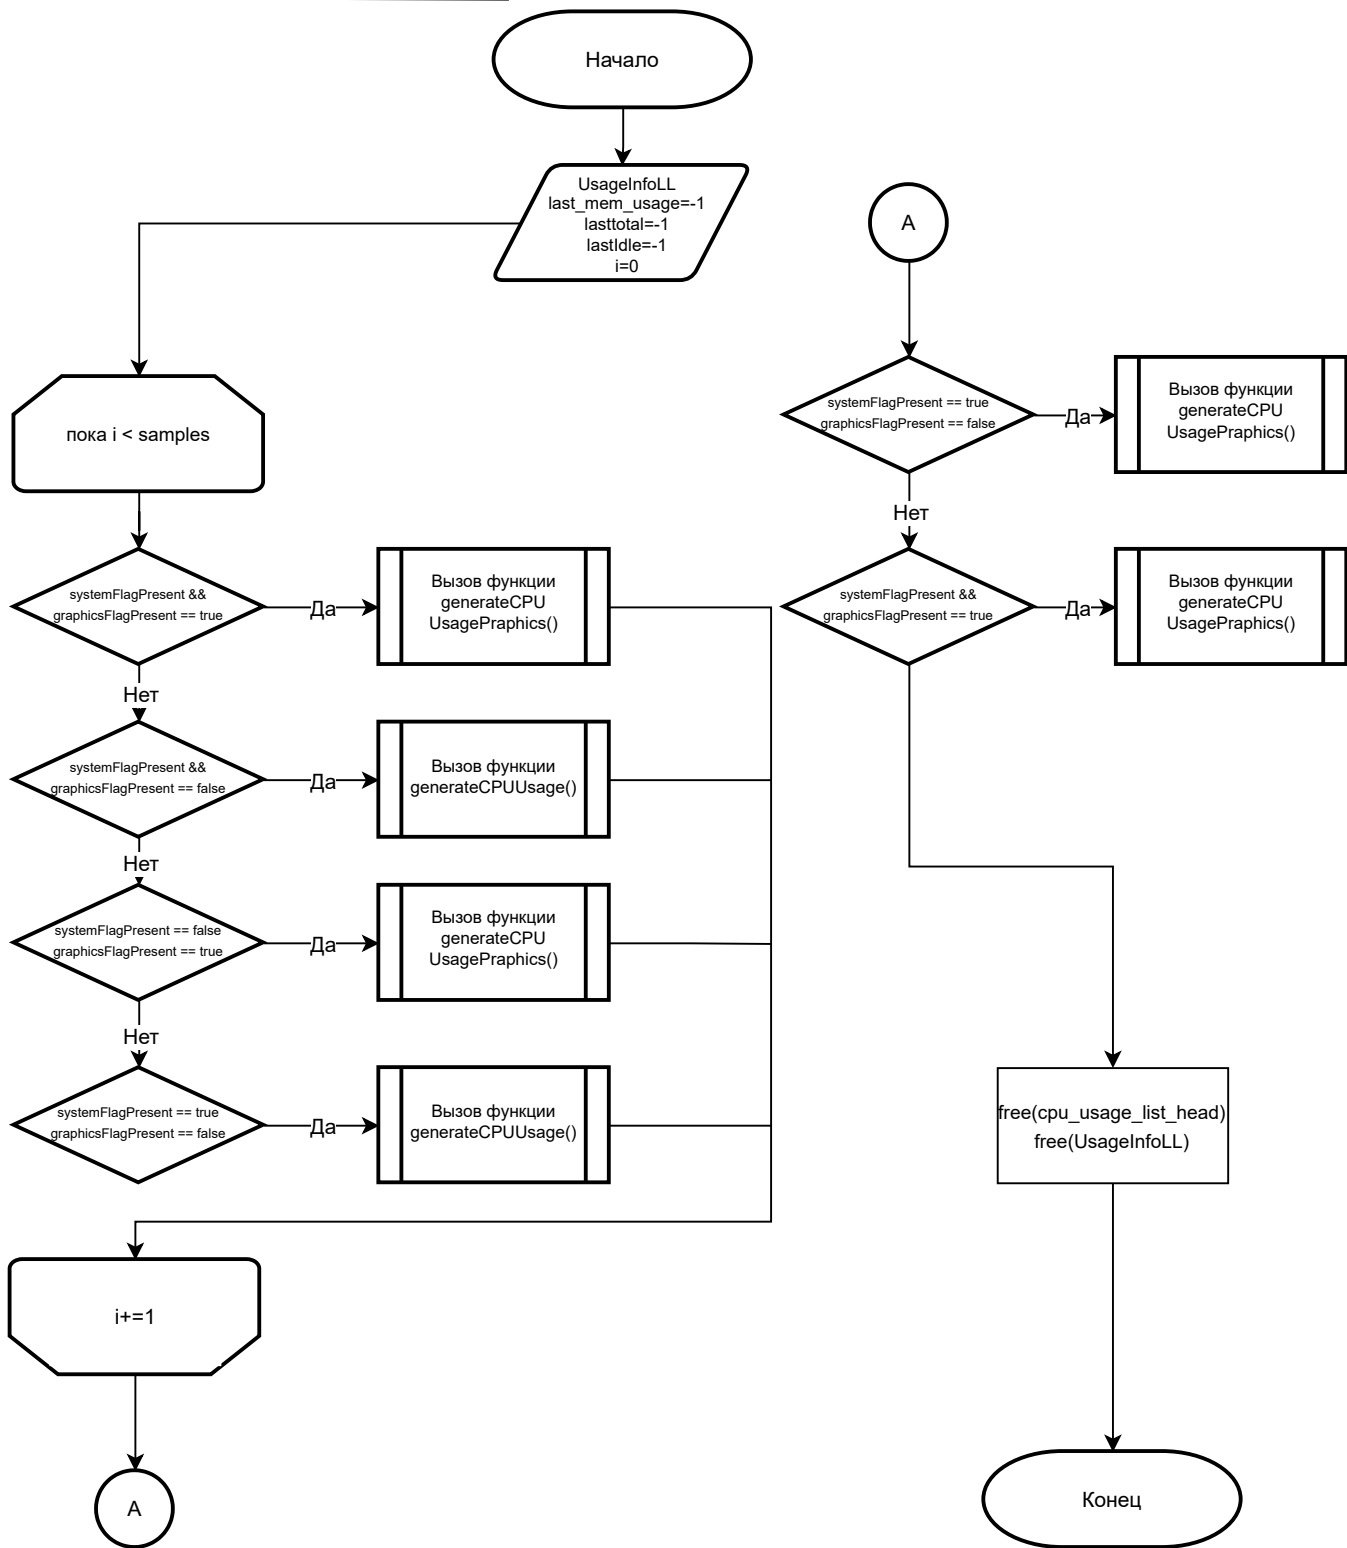 Начало
UsageInfoLL
last_mem_usage=-1
lasttotal=-1
lastIdle=-1
i=0
пока i < samples
systemFlagPresent &&
graphicsFlagPresent == true
Да
Вызов функции
generateCPU
UsagePraphics()
Нет
systemFlagPresent &&
graphicsFlagPresent == false
Да
Вызов функции
generateCPUUsage()
Нет
systemFlagPresent == false
graphicsFlagPresent == true
Да
Вызов функции
generateCPU
UsagePraphics()
Нет
systemFlagPresent == true
graphicsFlagPresent == false
Да
Вызов функции
generateCPUUsage()
i+=1
A
A
systemFlagPresent == true
graphicsFlagPresent == false
Да
Вызов функции
generateCPU
UsagePraphics()
Нет
systemFlagPresent &&
graphicsFlagPresent == true
Да
Вызов функции
generateCPU
UsagePraphics()
free(cpu_usage_list_head)
free(UsageInfoLL)
Конец